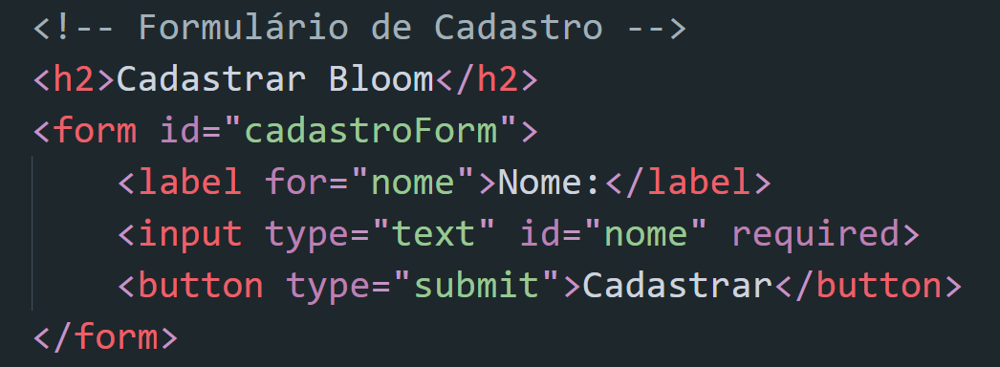 <!-- Formulário de Cadastro -->
<h2>Cadastrar Bloom</h2>
<form id="cadastroForm">
    <label for="nome">Nome:</label>
    <input type="text" id="nome" required>
    <button type="submit">Cadastrar</button>
</form>